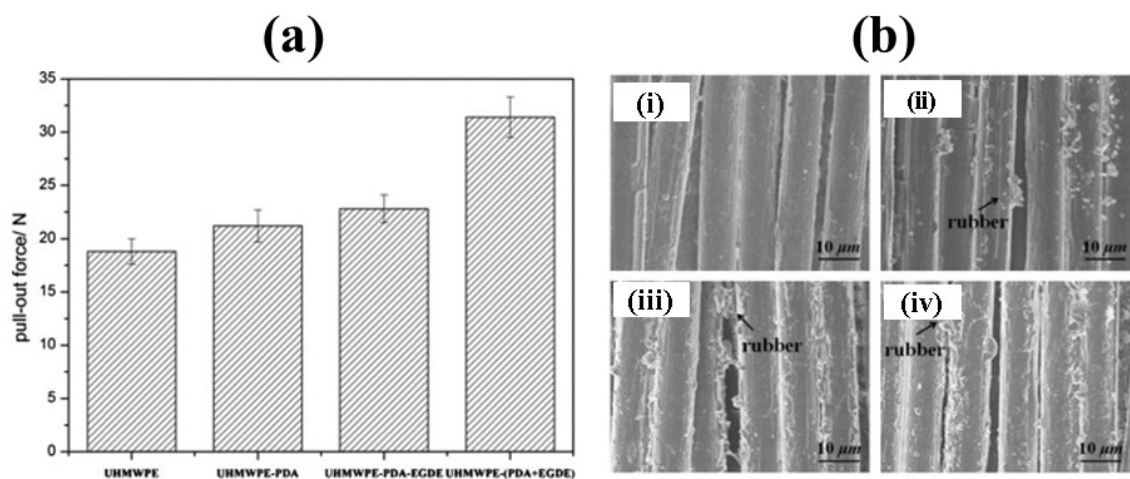 (a)
(b)
35
30
25
20
15
10
5
0
pull-out force/ N
UHMWPE
UHMWPE-PDA
UHMWPE-PDA-EGDE
UHMWPE-(PDA+EGDE)
(i)
10 μm
(ii)
rubber
10 μm
(iii)
rubber
10 μm
(iv)
rubber
10 μm